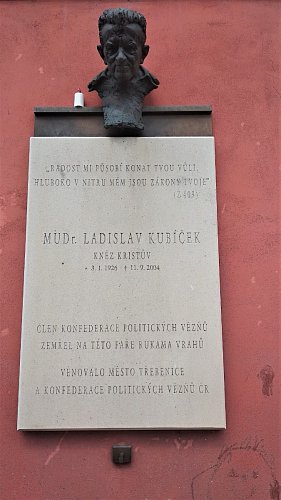 „RADOST MI PŮSOBÍ KONAT TVOU VŮLI,
HLUBOKO V NITRU MÉM JSOU ZÁKONY TVOJE"
MUDr. LADISLAV KUBÍČEK
KNĚZ KRISTŮV
* 3. 1. 1926 † 11. 9. 2004
ČLEN KONFEDERACE POLITICKÝCH VĚZŇŮ
ZEMŘEL NA TÉTO FAŘE RUKAMA VRAHŮ
VĚNOVALO MĚSTO TŘEBENICE
A KONFEDERACE POLITICKÝCH VĚZŇŮ ČR